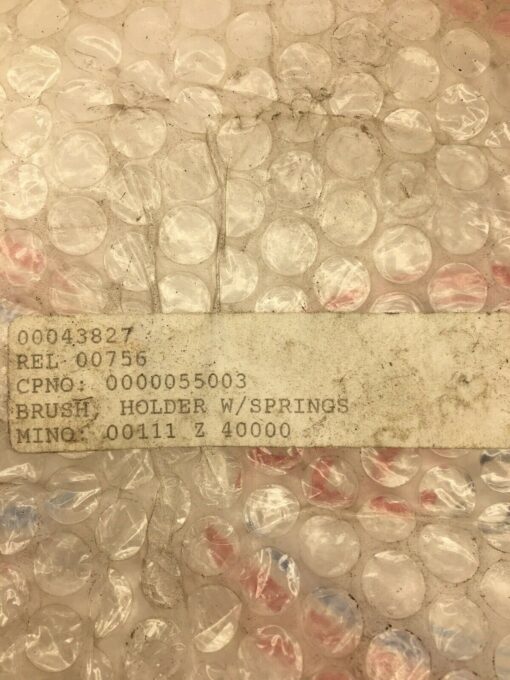 00043827
REL 00756
CPNO: 0000055003
BRUSH, HOLDER W/SPRINGS
MINO: 00111 Z 40000